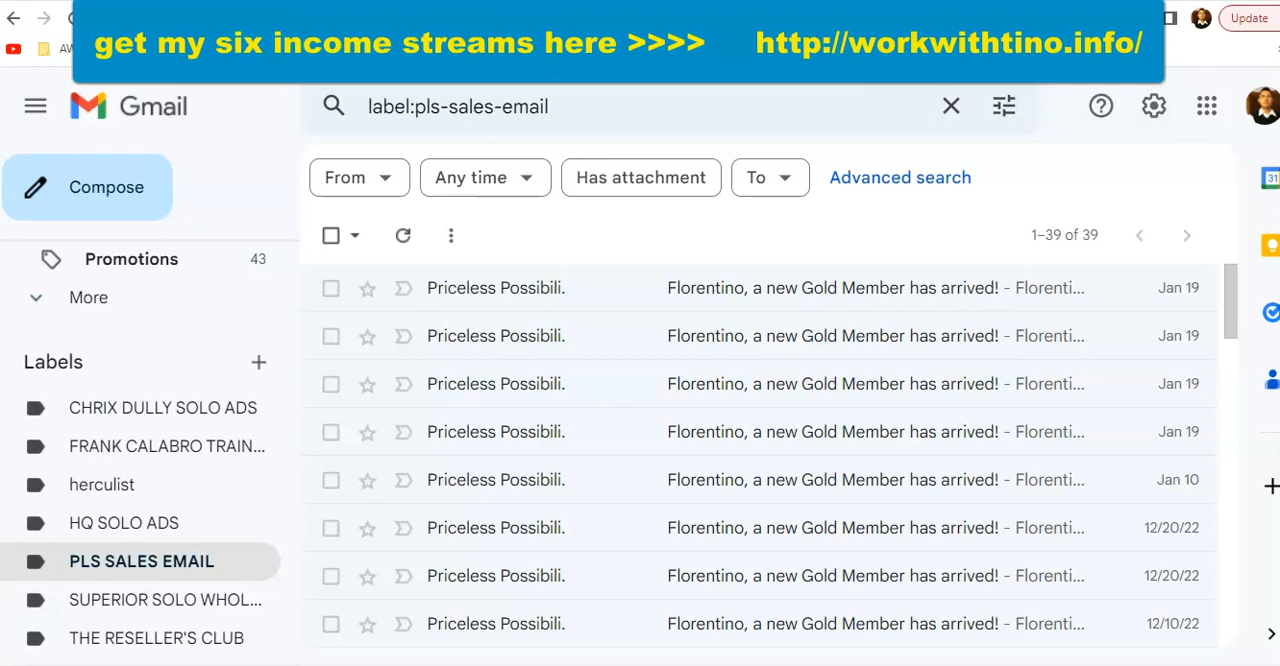 get my six income streams here >>>> http://workwithtino.info/
Update
Gmail
label:pls-sales-email
Compose
From
Any time
Has attachment
To
Advanced search
1–39 of 39
31
Promotions 43
More
Labels
CHRIX DULLY SOLO ADS
FRANK CALABRO TRAIN...
herculist
HQ SOLO ADS
PLS SALES EMAIL
SUPERIOR SOLO WHOL...
THE RESELLER'S CLUB
Priceless Possibili. Florentino, a new Gold Member has arrived! - Florenti... Jan 19
Priceless Possibili. Florentino, a new Gold Member has arrived! - Florenti... Jan 19
Priceless Possibili. Florentino, a new Gold Member has arrived! - Florenti... Jan 19
Priceless Possibili. Florentino, a new Gold Member has arrived! - Florenti... Jan 19
Priceless Possibili. Florentino, a new Gold Member has arrived! - Florenti... Jan 10
Priceless Possibili. Florentino, a new Gold Member has arrived! - Florenti... 12/20/22
Priceless Possibili. Florentino, a new Gold Member has arrived! - Florenti... 12/20/22
Priceless Possibili. Florentino, a new Gold Member has arrived! - Florenti... 12/10/22